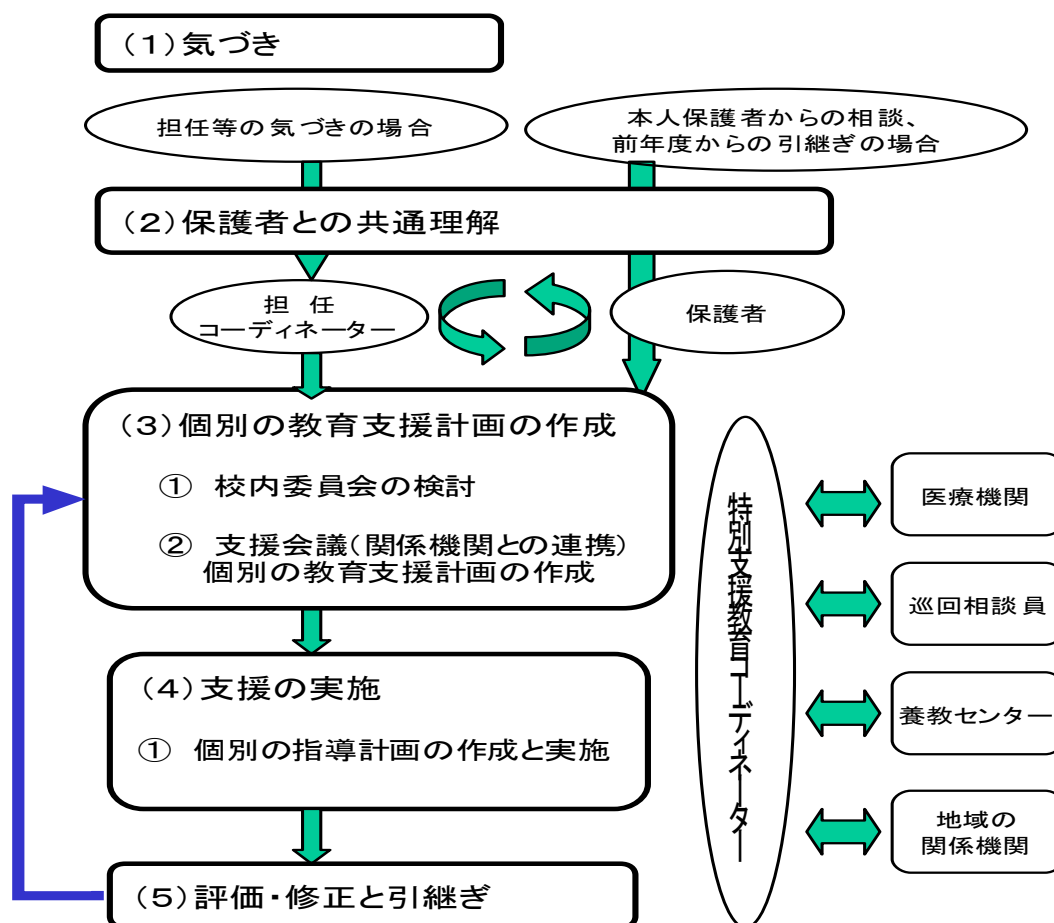 (1)気づき
担任等の気づきの場合
本人保護者からの相談、
前年度からの引継ぎの場合
(2)保護者との共通理解
担 任
コーディネーター
保護者
(3)個別の教育支援計画の作成
① 校内委員会の検討
② 支援会議(関係機関との連携)
個別の教育支援計画の作成
(4)支援の実施
① 個別の指導計画の作成と実施
(5)評価・修正と引継ぎ
特別支援教育コーディネーター
医療機関
巡回相談員
養教センター
地域の
関係機関